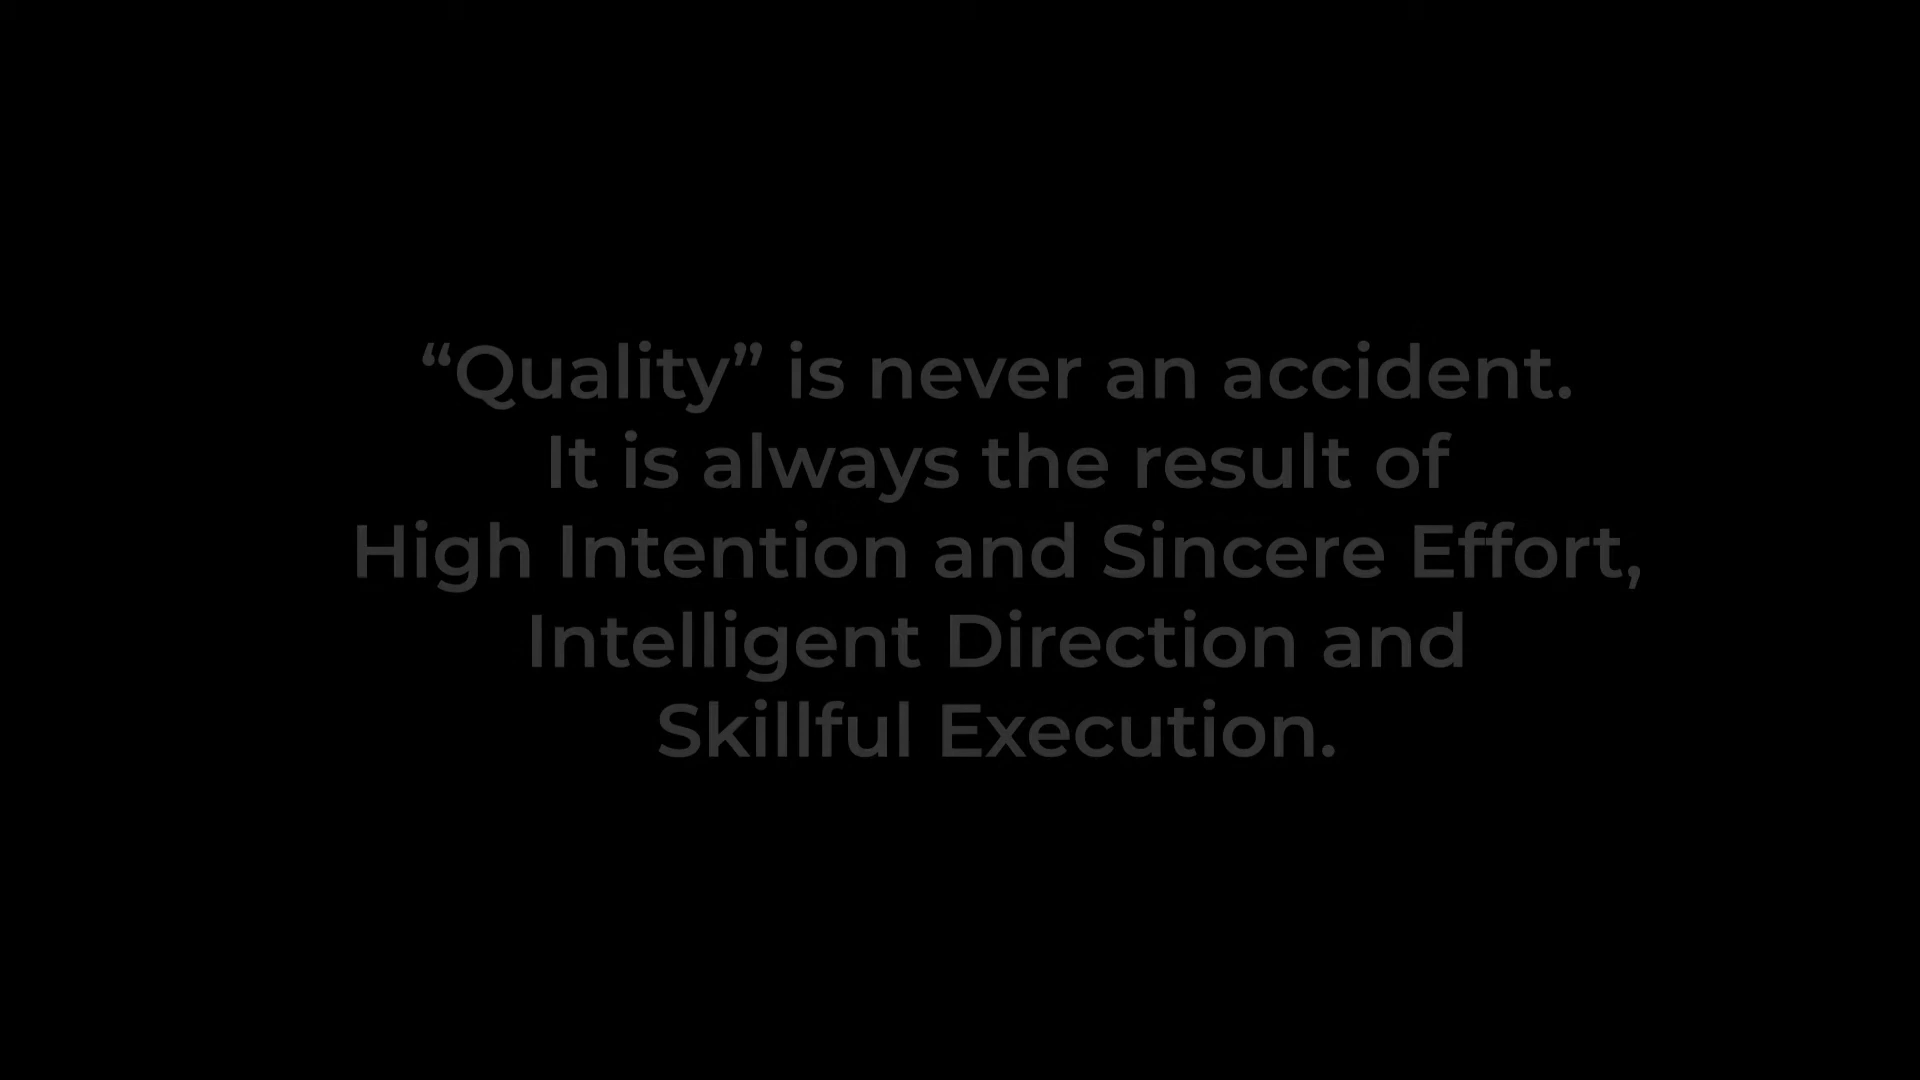 “Quality” is never an accident.
It is always the result of
High Intention and Sincere Effort,
Intelligent Direction and
Skillful Execution.